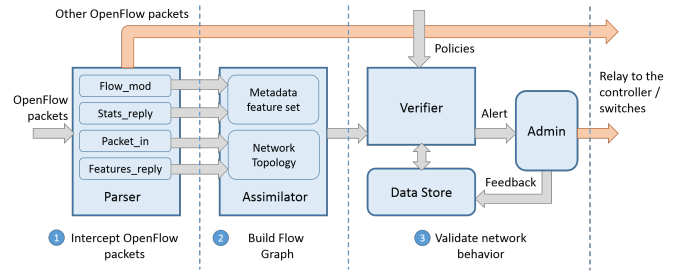 Other OpenFlow packets
Policies
OpenFlow
packets
Flow_mod
Stats_reply
Packet_in
Features_reply
Parser
Metadata
feature set
Network
Topology
Assimilator
Verifier
Data Store
Alert
Admin
Feedback
Relay to the
controller /
switches
1 Intercept OpenFlow
packets
2 Build Flow
Graph
3 Validate network
behavior